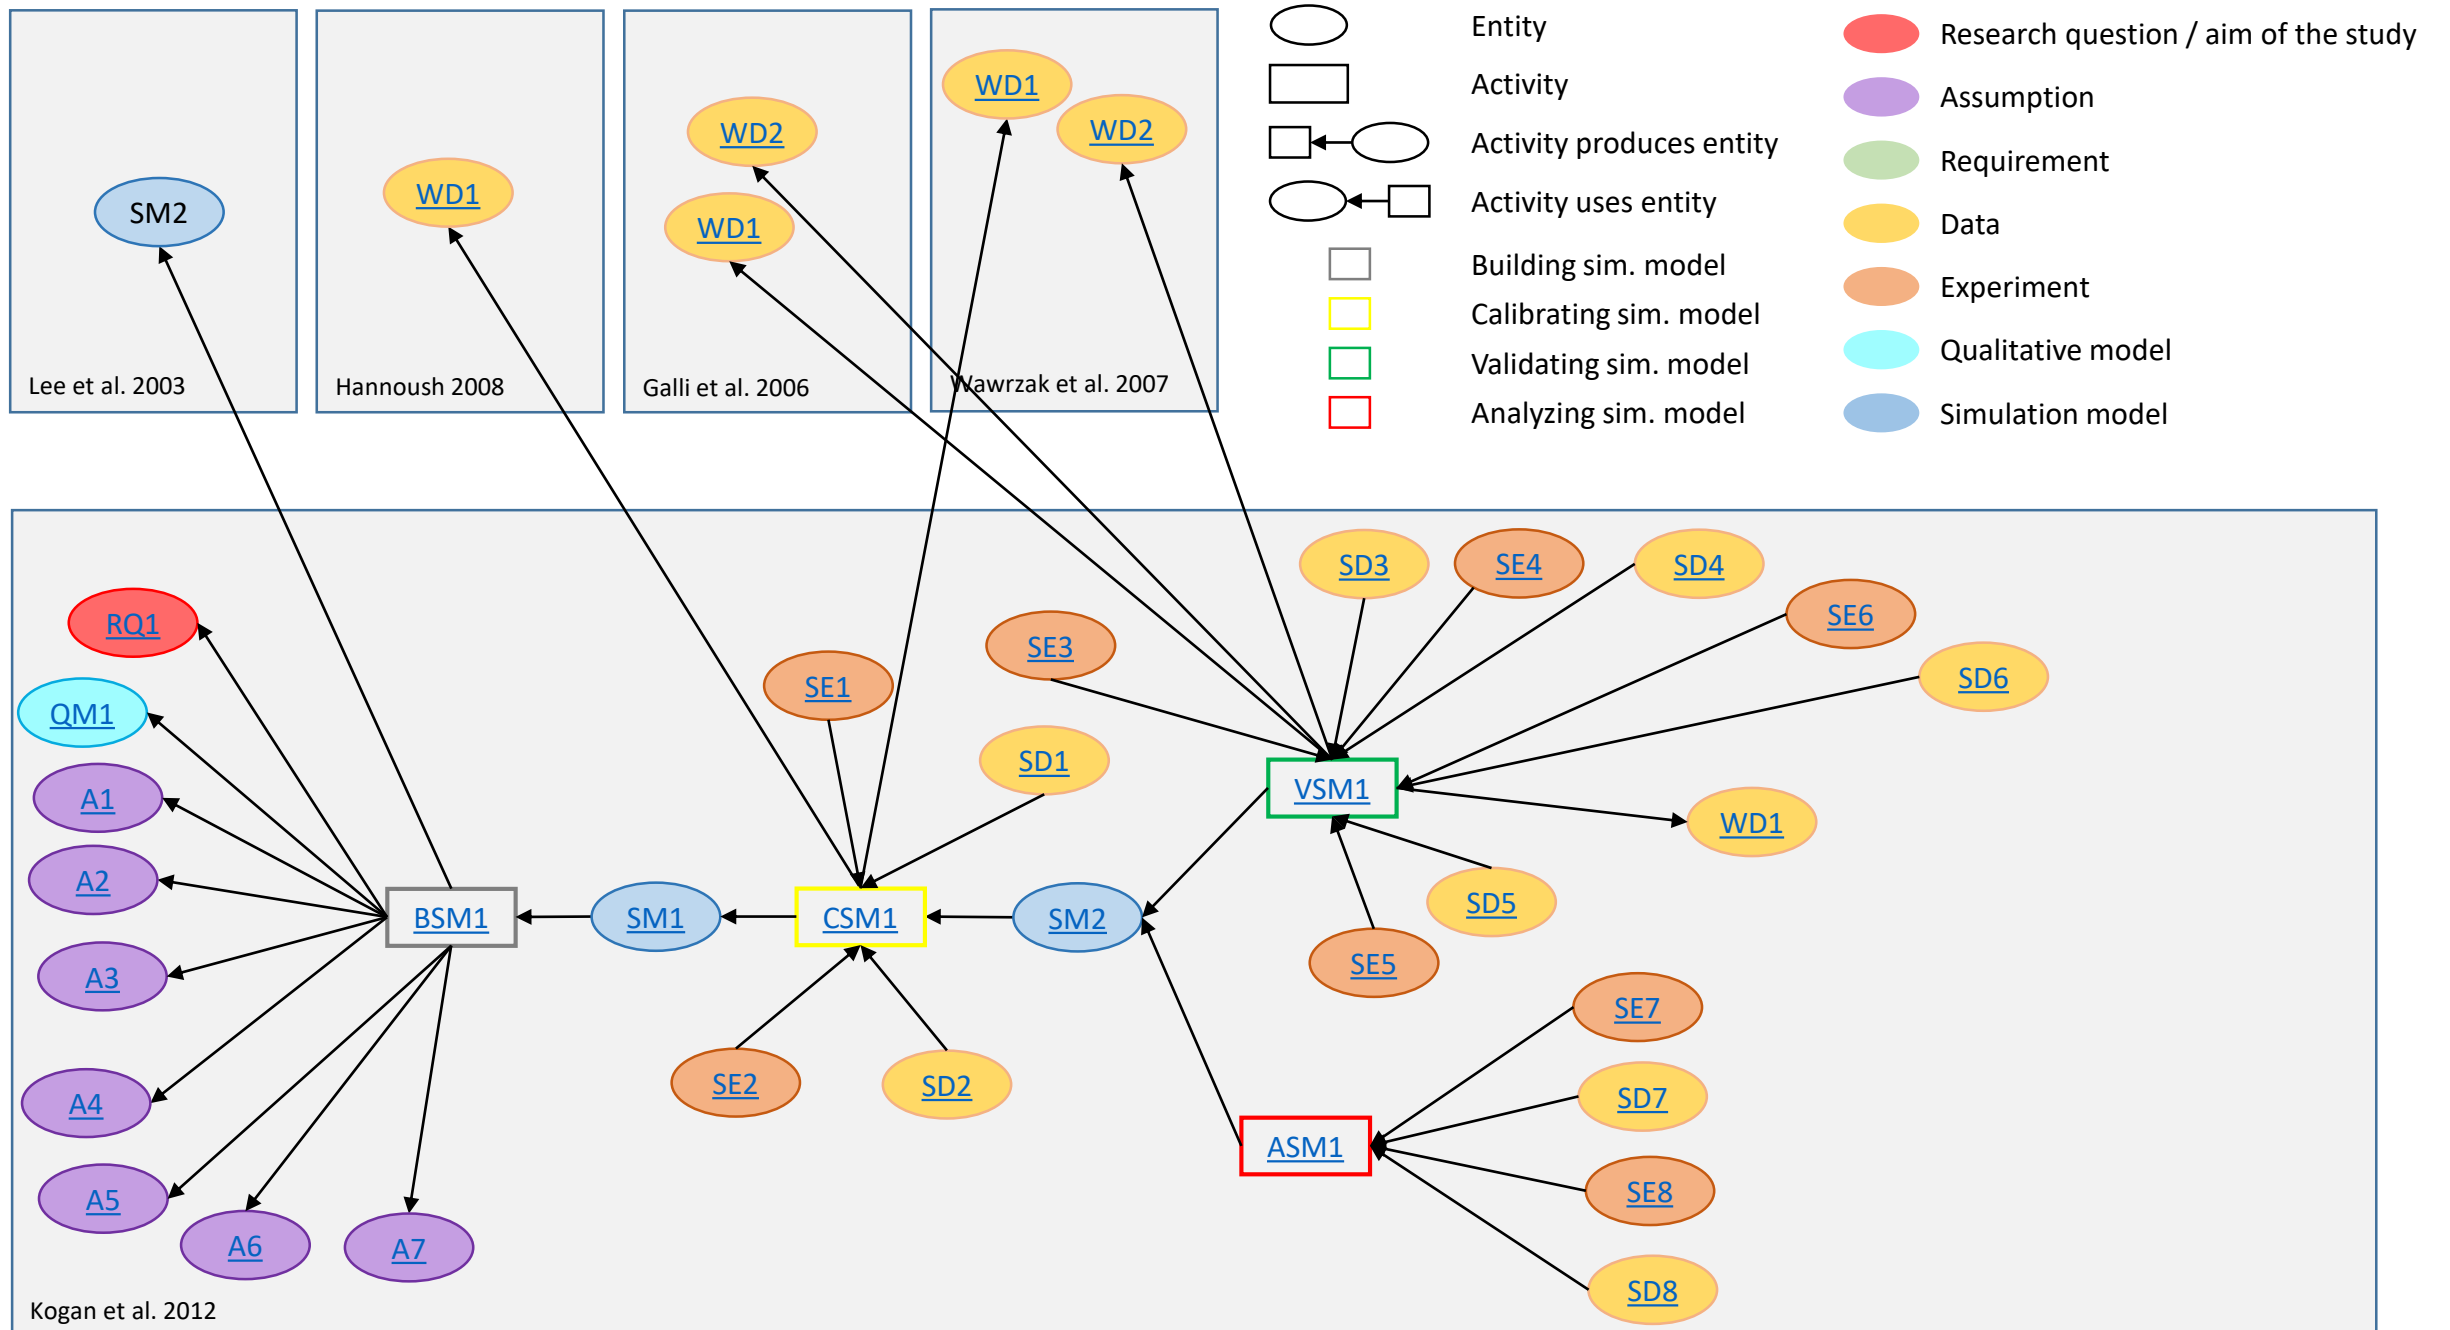 WD1
WD2
WD2
WD1
SM2
WD1
Lee et al. 2003
Hannoush 2008
Galli et al. 2006
Wawrzak et al. 2007
Entity
Activity
Activity produces entity
Activity uses entity
Building sim. model
Calibrating sim. model
Validating sim. model
Analyzing sim. model
Research question / aim of the study
Assumption
Requirement
Data
Experiment
Qualitative model
Simulation model
SD3
SE4
SD4
SE6
RQ1
SE3
SD6
SE1
QM1
SD1
A1
VSM1
WD1
A2
BSM1
SM1
CSM1
SM2
SD5
A3
SE5
SE7
A4
SE2
SD2
SD7
ASM1
A5
SE8
A6
A7
SD8
Kogan et al. 2012